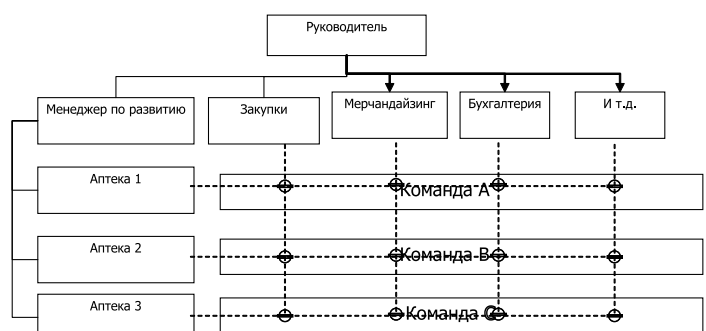 Руководитель
Менеджер по развитию
Закупки
Мерчандайзинг
Бухгалтерия
И т.д.
Аптека 1
Команда A
Аптека 2
Команда B
Аптека 3
Команда C